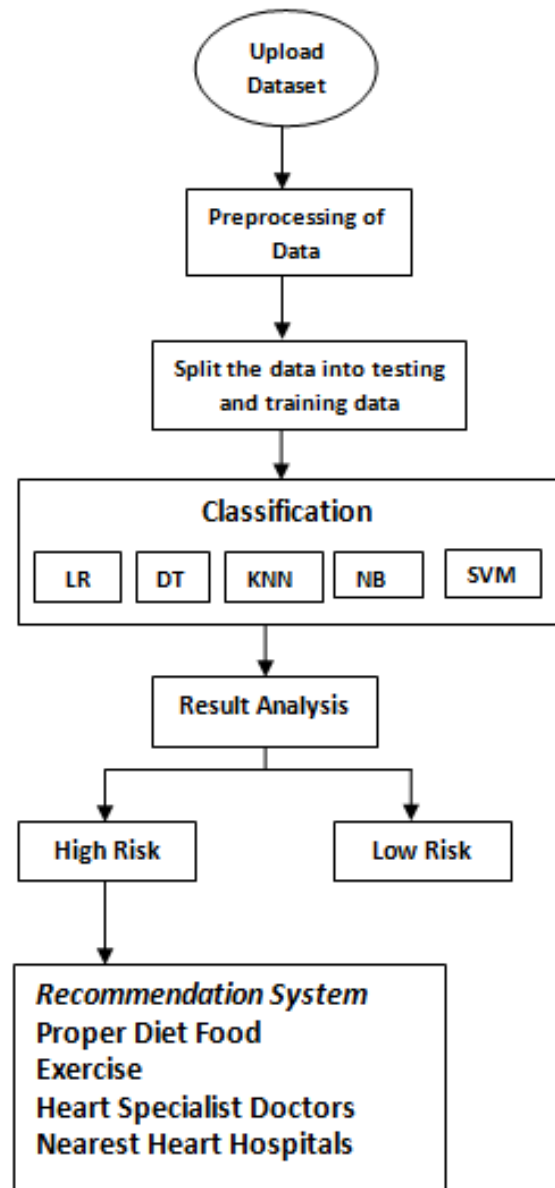 Upload
Dataset
Preprocessing of
Data
Split the data into testing
and training data
Classification
LR
DT
KNN
NB
SVM
Result Analysis
High Risk
Low Risk
Recommendation System
Proper Diet Food
Exercise
Heart Specialist Doctors
Nearest Heart Hospitals